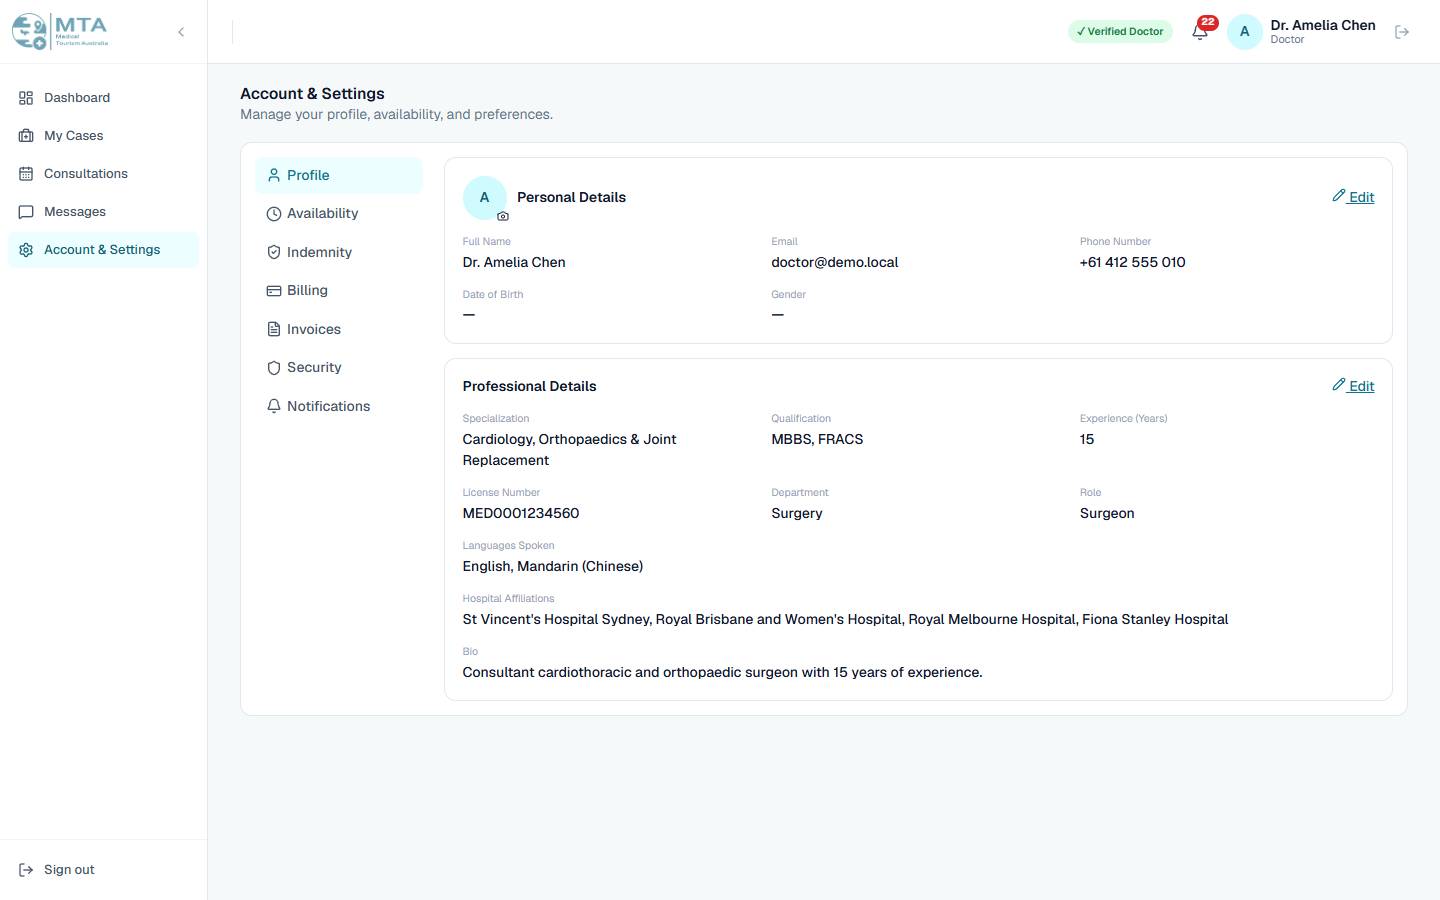 MTA
Medical
Tourism Australia
✓ Verified Doctor
22
A
Dr. Amelia Chen
Doctor
Dashboard
My Cases
Consultations
Messages
Account & Settings
Sign out
Account & Settings
Manage your profile, availability, and preferences.
Profile
Availability
Indemnity
Billing
Invoices
Security
Notifications
A
Personal Details
Edit
Full Name
Email
Phone Number
Dr. Amelia Chen
doctor@demo.local
+61 412 555 010
Date of Birth
Gender
—
—
Professional Details
Edit
Specialization
Qualification
Experience (Years)
Cardiology, Orthopaedics & Joint
Replacement
MBBS, FRACS
15
License Number
Department
Role
MED0001234560
Surgery
Surgeon
Languages Spoken
English, Mandarin (Chinese)
Hospital Affiliations
St Vincent's Hospital Sydney, Royal Brisbane and Women's Hospital, Royal Melbourne Hospital, Fiona Stanley Hospital
Bio
Consultant cardiothoracic and orthopaedic surgeon with 15 years of experience.